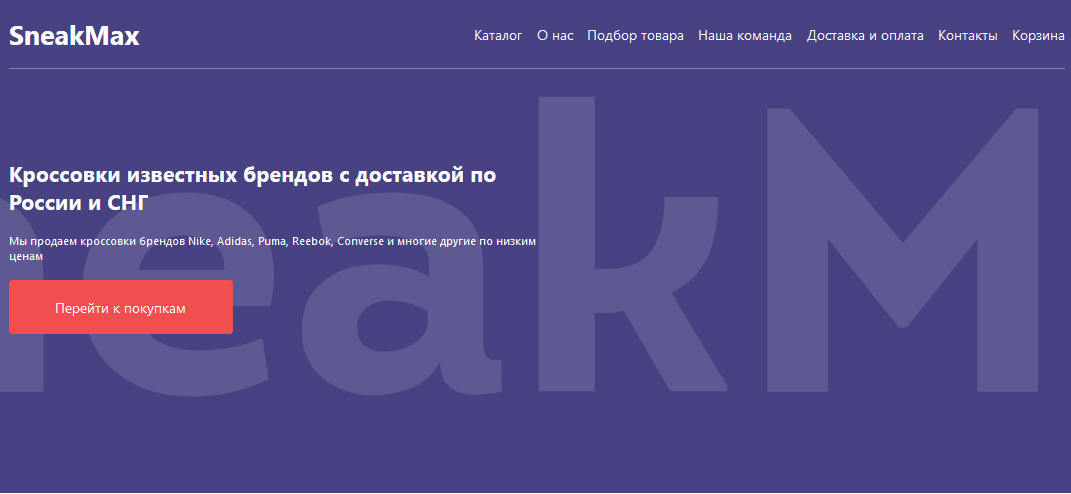 SneakMax
Каталог О нас Подбор товара Наша команда Доставка и оплата Контакты Корзина
neakM
Кроссовки известных брендов с доставкой по
России и СНГ
Мы продаем кроссовки брендов Nike, Adidas, Puma, Reebok, Converse и многие другие по низким
ценам
Перейти к покупкам